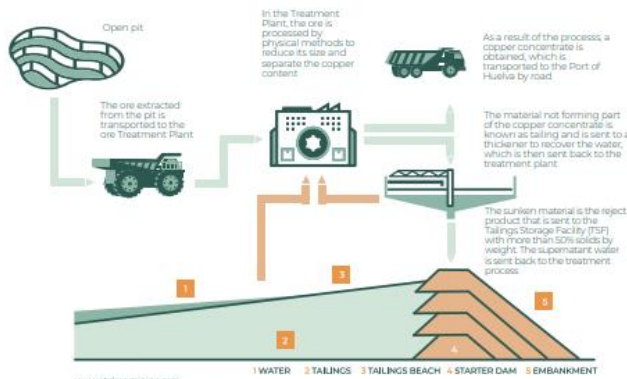 Open pit
In the Treatment
Plant, the ore is
processed by
physical methods to
reduce its size and
separate the copper
content
As a result of the processs, a
copper concentrate is
obtained, which is
transported to the Port of
Huelva by road
The ore extracted
from the pit is
transported to the
ore Treatment Plant
The material not forming part
of the copper concentrate is
known as tailing and is sent to a
thickener to recover the water,
which is then sent back to the
treatment plant
The sunken material is the reject
product that is sent to the
Tailings Storage Facility (TSF)
with more than 50% solids by
weight. The supernatant water
is sent back to the treatment
process
1
3
5
2
4
1 WATER 2 TAILINGS 3 TAILINGS BEACH 4 STARTER DAM 5 EMBANKMENT